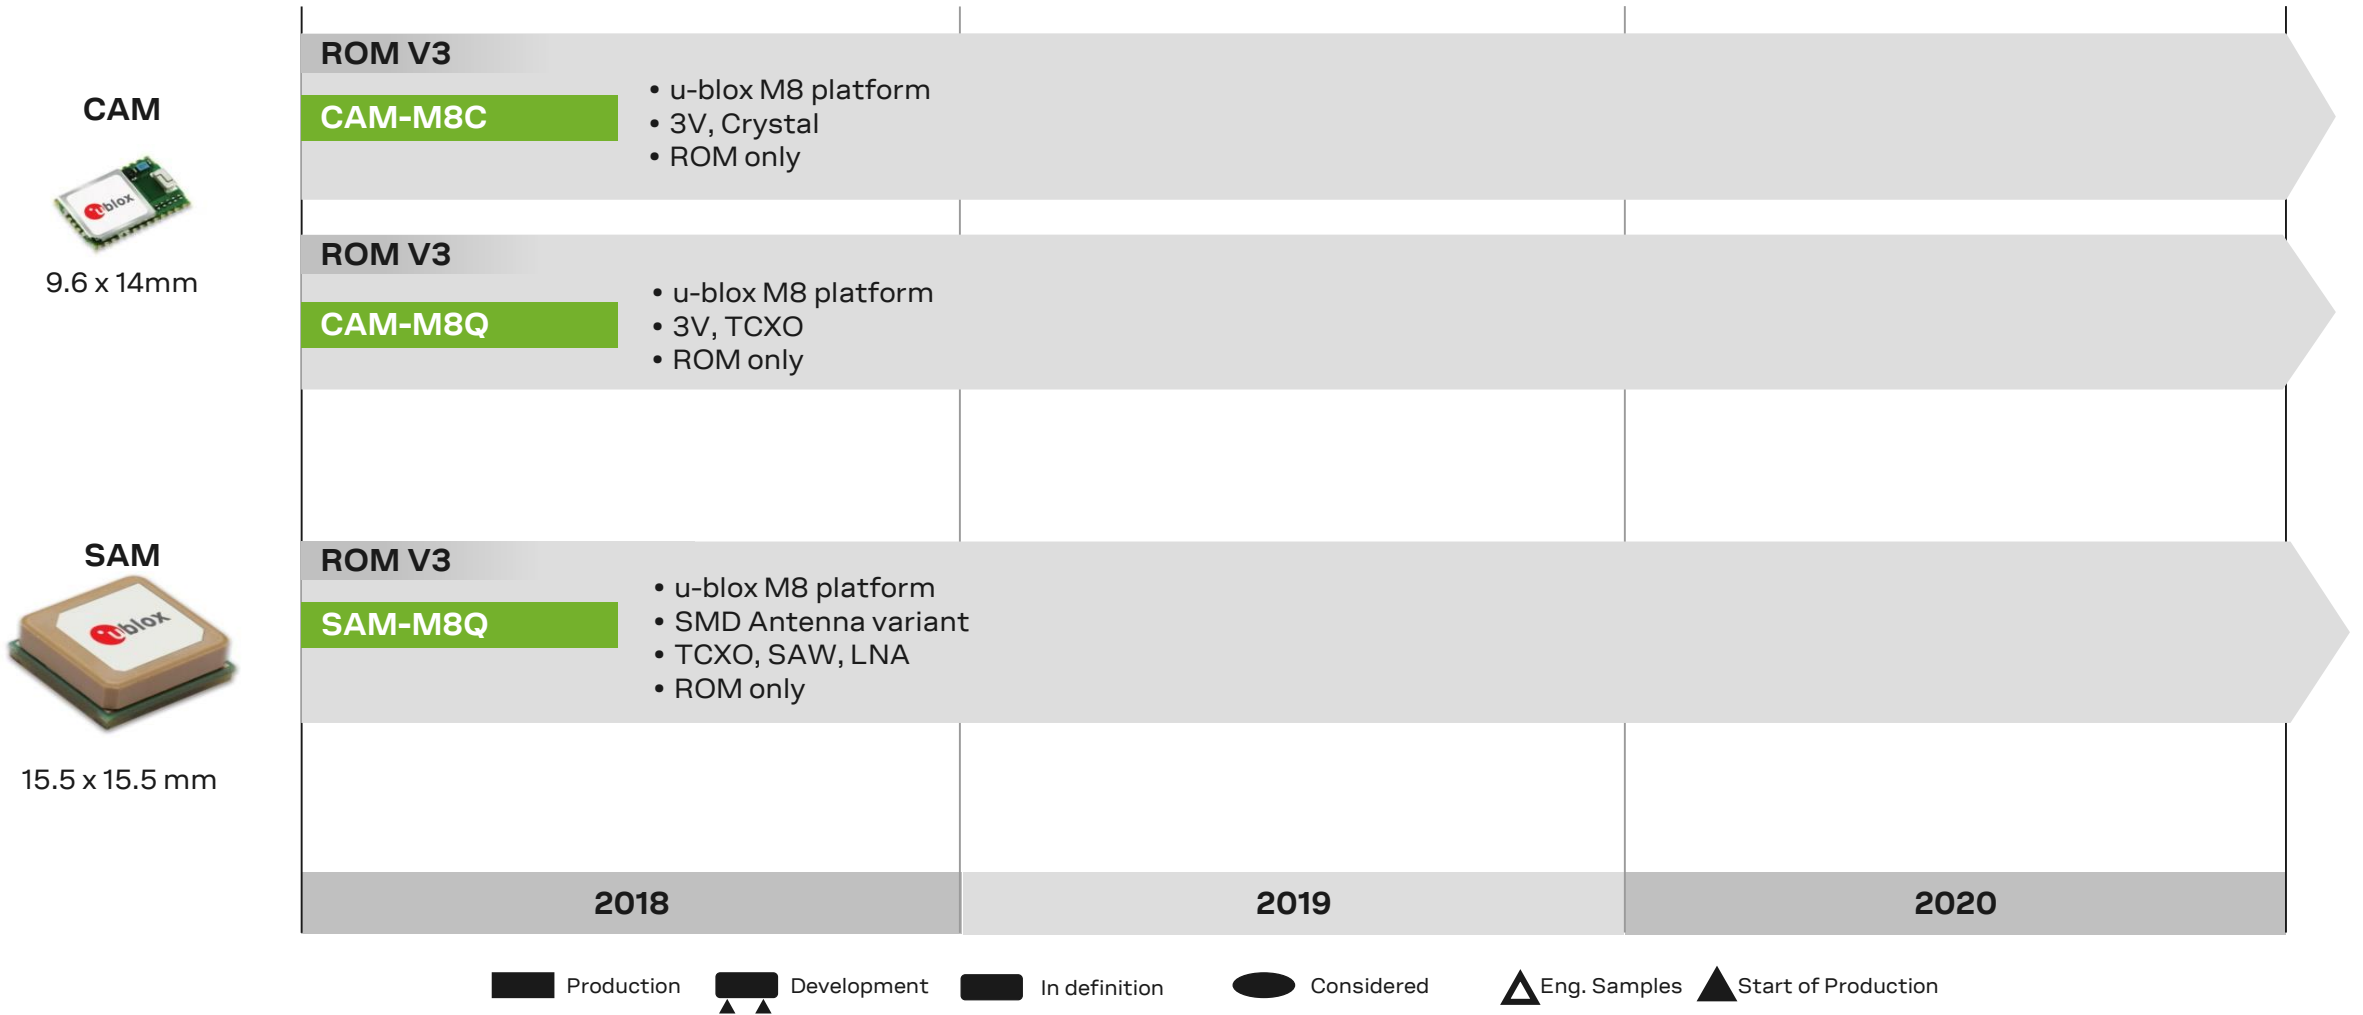 CAM
ublox
9.6 x 14mm
ROM V3
CAM-M8C
• u-blox M8 platform
• 3V, Crystal
• ROM only
ROM V3
CAM-M8Q
• u-blox M8 platform
• 3V, TCXO
• ROM only
SAM
ublox
15.5 x 15.5 mm
ROM V3
SAM-M8Q
• u-blox M8 platform
• SMD Antenna variant
• TCXO, SAW, LNA
• ROM only
2018
2019
2020
Production
Development
In definition
Considered
Eng. Samples
Start of Production